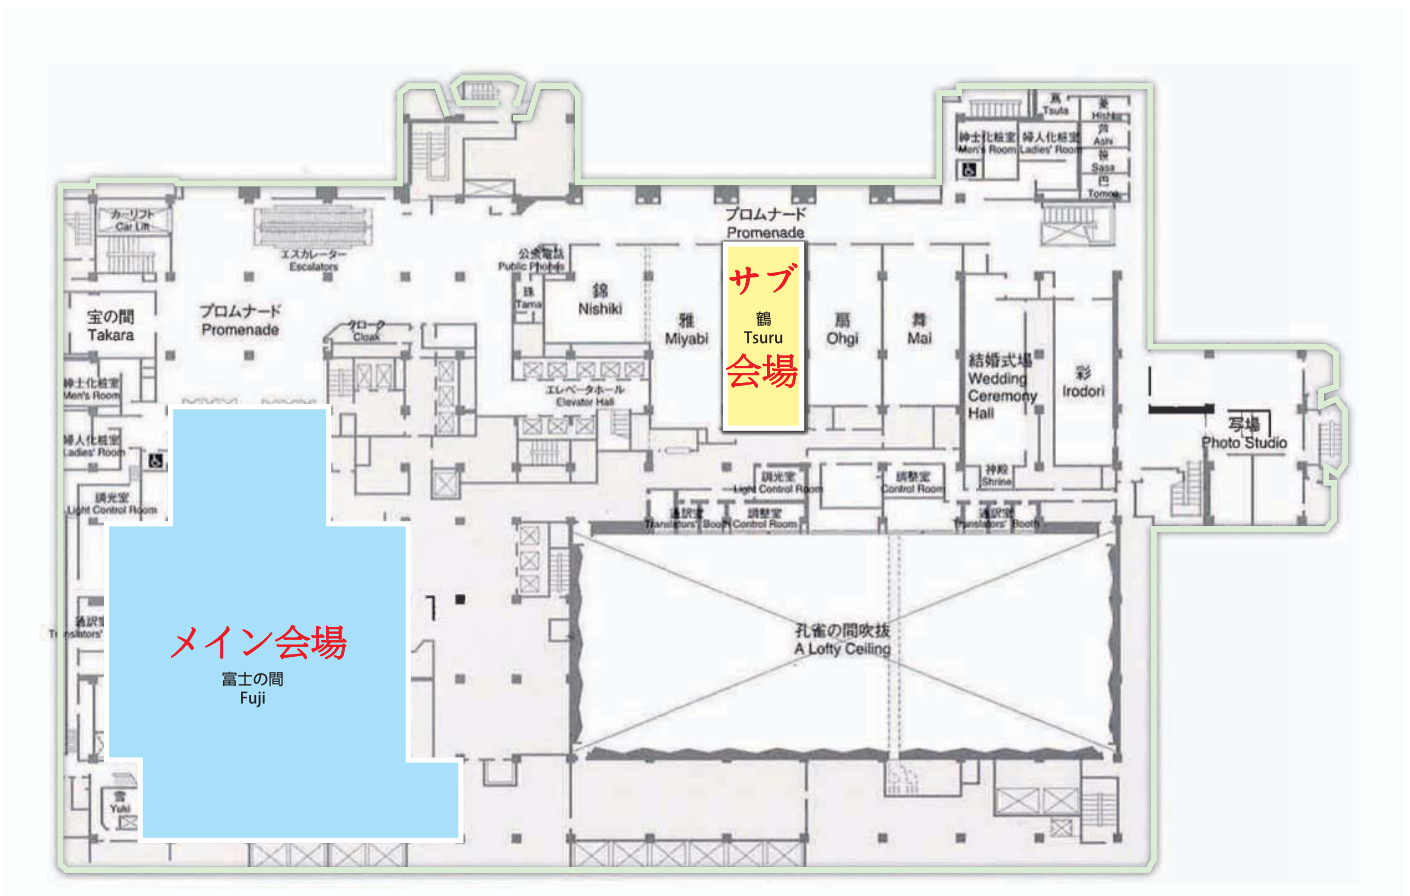 蔦
Tsuta
菱
Hishi
芦
Ashi
笹
Sasa
巴
Tomoe
紳士化粧室
Men's Room
婦人化粧室
Ladies' Room
カーリフト
Car Lift
エスカレーター
Escalators
プロムナード
Promenade
公衆電話
Public Phones
珠
Tama
錦
Nishiki
雅
Miyabi
サブ
鶴
Tsuru
会場
扇
Ohgi
舞
Mai
結婚式場
Wedding
Ceremony
Hall
彩
Irodori
宝の間
Takara
プロムナード
Promenade
クローク
Cloak
エレベータホール
Elevator Hall
紳士化粧室
Men's Room
婦人化粧室
Ladies' Room
調光室
Light Control Room
写場
Photo Studio
神殿
Shrine
調光室
Light Control Room
調整室
Control Room
通訳室
Translators' Booth
調整室
Control Room
通訳室
Translators' Booth
通訳室
Translators'
メイン会場
富士の間
Fuji
孔雀の間吹抜
A Lofty Ceiling
雪
Yuki